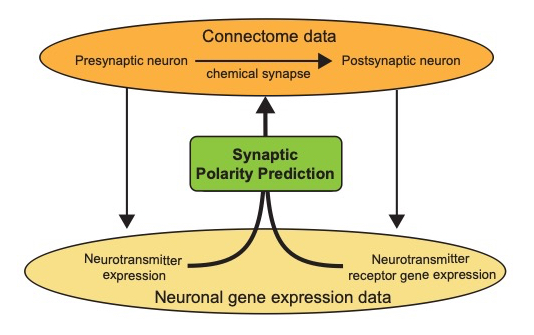 Connectome data
Presynaptic neuron
Postsynaptic neuron
chemical synapse
Synaptic
Polarity Prediction
Neurotransmitter
expression
Neurotransmitter
receptor gene expression
Neuronal gene expression data